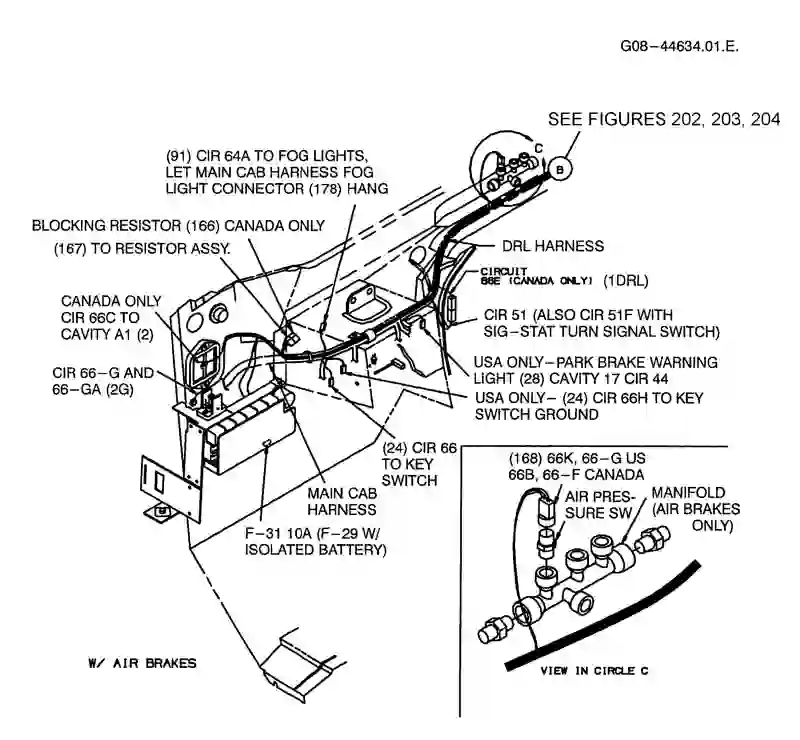 G08-44634.01.E.
SEE FIGURES 202, 203, 204
C
B
(91) CIR 64A TO FOG LIGHTS,
LET MAIN CAB HARNESS FOG
LIGHT CONNECTOR (178) HANG
BLOCKING RESISTOR (166) CANADA ONLY
(167) TO RESISTOR ASSY.
DRL HARNESS
CIRCUIT
86E (CANADA ONLY) (1DRL)
CANADA ONLY
CIR 66C TO
CAVITY A1 (2)
CIR 51 (ALSO CIR 51F WITH
SIG-STAT TURN SIGNAL SWITCH)
CIR 66-G AND
66-GA (2G)
USA ONLY-PARK BRAKE WARNING
LIGHT (28) CAVITY 17 CIR 44
USA ONLY- (24) CIR 66H TO KEY
SWITCH GROUND
(24) CIR 66
TO KEY
SWITCH
MAIN CAB
HARNESS
F-31 10A (F-29 W/
ISOLATED BATTERY)
(168) 66K, 66-G US
66B, 66-F CANADA
AIR PRES-
SURE SW
MANIFOLD
(AIR BRAKES
ONLY)
W/ AIR BRAKES
VIEW IN CIRCLE C